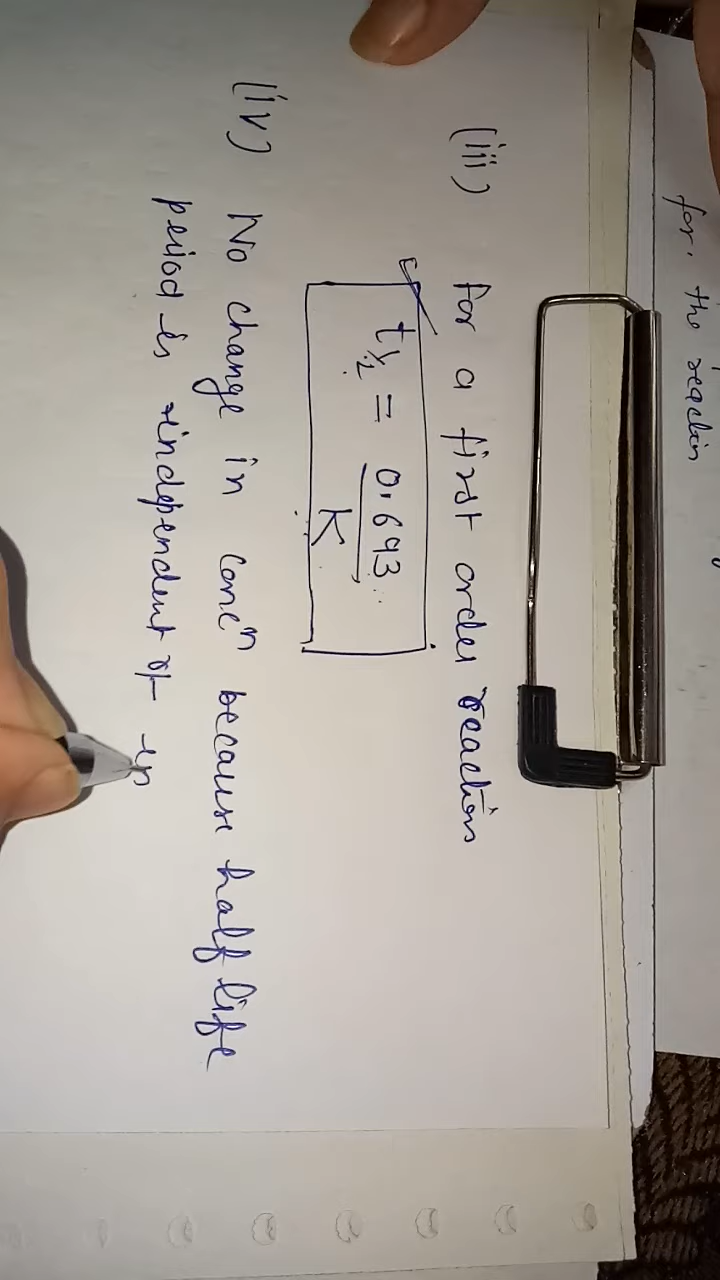 for. the reaction
(iii) for a first order reaction
t½ = 0.693
K
(iv) No change in concⁿ because half life
period is independent of in